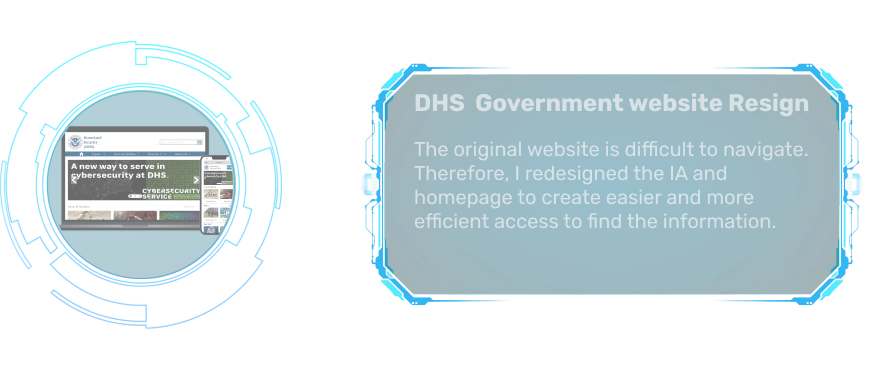 A new way to serve in
cybersecurity at DHS
CYBERSECURITY
SERVICE
DHS Government website Resign
The original website is difficult to navigate.
Therefore, I redesigned the IA and
homepage to create easier and more
efficient access to find the information.